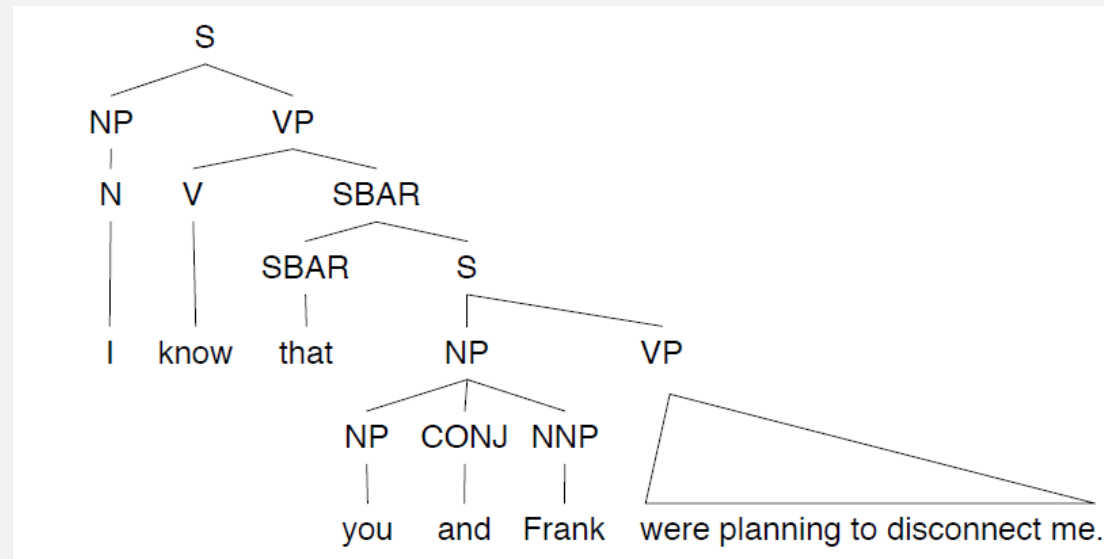 S
NP VP
N V SBAR
SBAR S
I know that NP VP
NP CONJ NNP
you and Frank were planning to disconnect me.